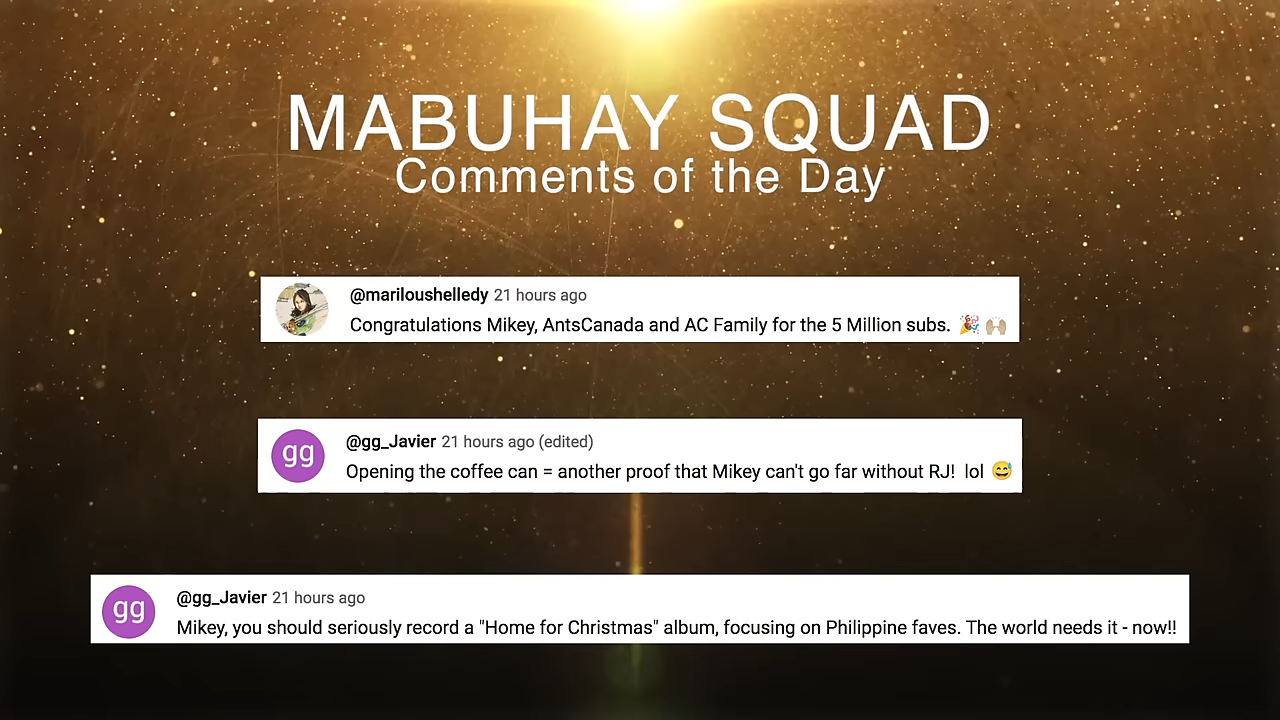 MABUHAY SQUAD
Comments of the Day
@mariloushelledy 21 hours ago
Congratulations Mikey, AntsCanada and AC Family for the 5 Million subs. 🎉 🙌🏼
gg
@gg_Javier 21 hours ago (edited)
Opening the coffee can = another proof that Mikey can't go far without RJ! lol 😅
gg
@gg_Javier 21 hours ago
Mikey, you should seriously record a "Home for Christmas" album, focusing on Philippine faves. The world needs it - now!!